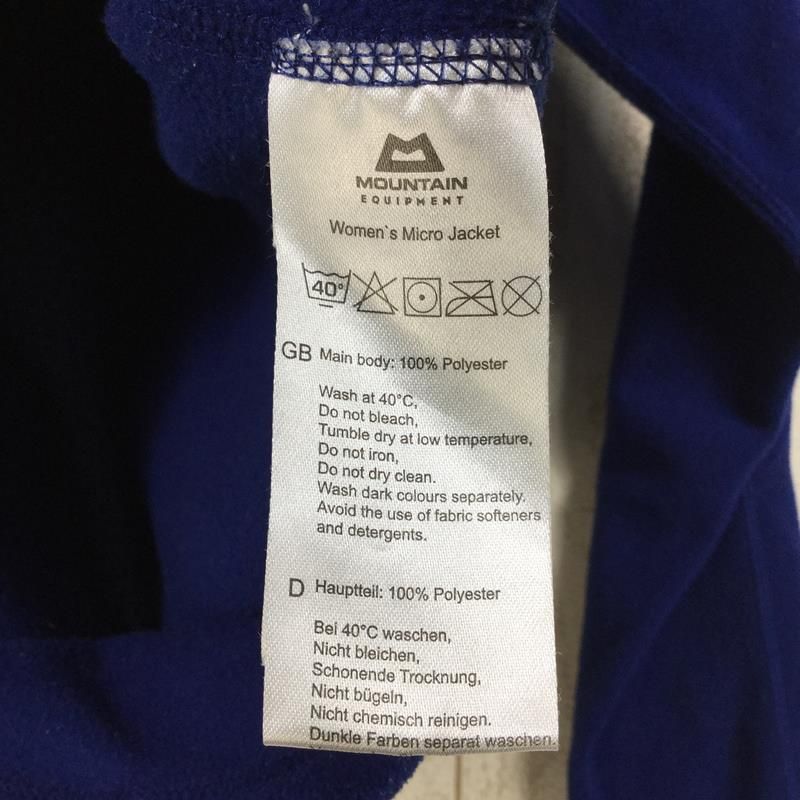 MOUNTAIN
EQUIPMENT
Women`s Micro Jacket
40°
GB Main body: 100% Polyester
Wash at 40°C,
Do not bleach,
Tumble dry at low temperature,
Do not iron,
Do not dry clean.
Wash dark colours separately.
Avoid the use of fabric softeners
and detergents.
D Hauptteil: 100% Polyester
Bei 40°C waschen,
Nicht bleichen,
Schonende Trocknung,
Nicht bügeln,
Nicht chemisch reinigen.
Dunkle Farben separat waschen.